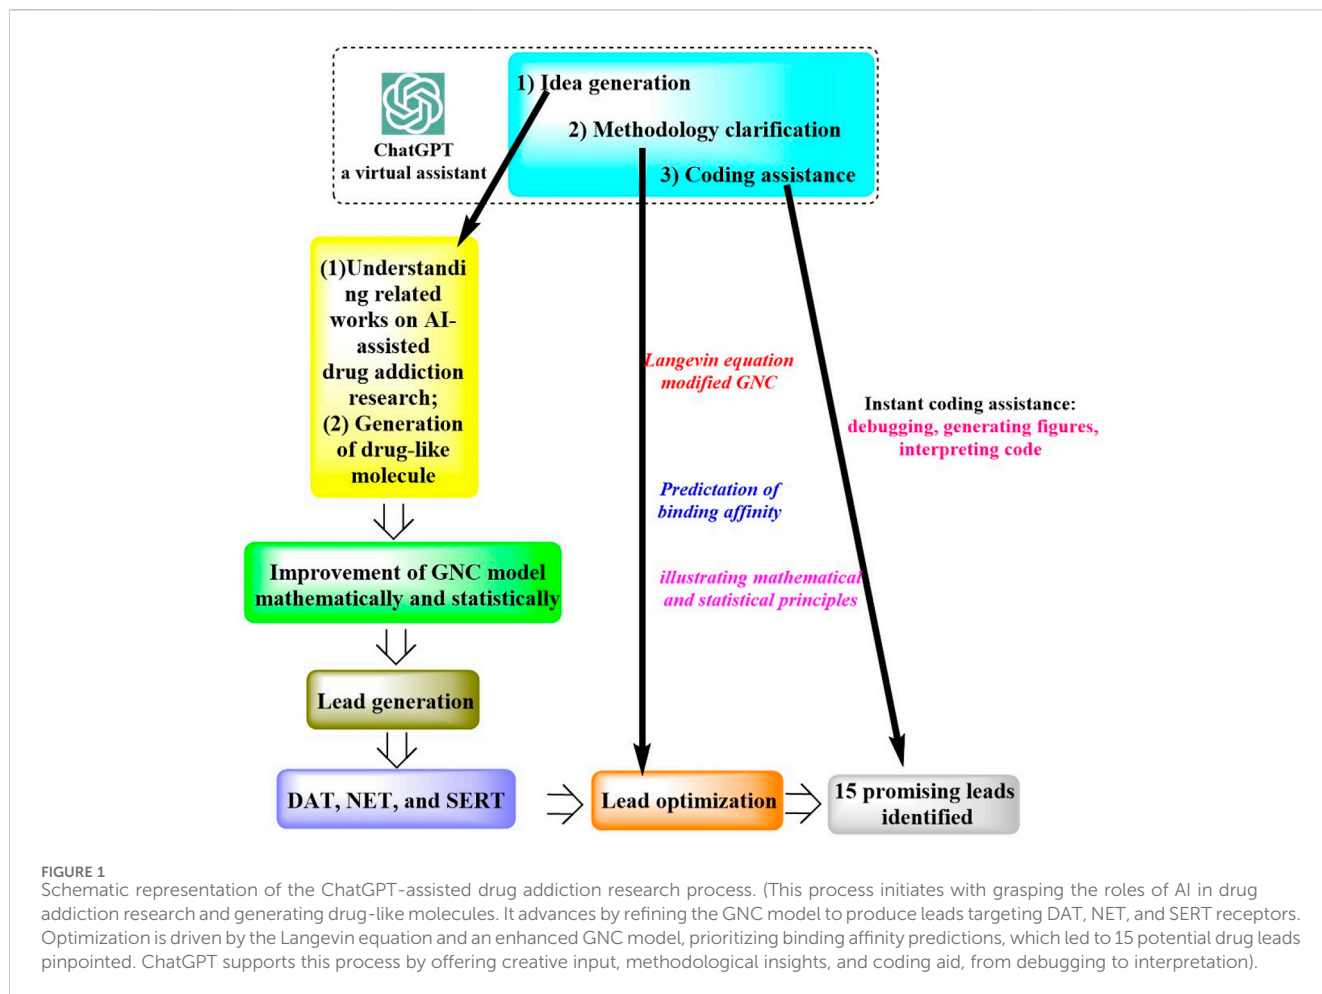 1) Idea generation
2) Methodology clarification
3) Coding assistance
ChatGPT
a virtual assistant
(1)Understandi
ng related
works on AI-
assisted
drug addiction
research;
(2) Generation
of drug-like
molecule
Langevin equation
modified GNC
Instant coding assistance:
debugging, generating figures,
interpreting code
Predictation of
binding affinity
illustrating mathematical
and statistical principles
Improvement of GNC model
mathematically and statistically
Lead generation
DAT, NET, and SERT
Lead optimization
15 promising leads
identified
FIGURE 1
Schematic representation of the ChatGPT-assisted drug addiction research process. (This process initiates with grasping the roles of AI in drug
addiction research and generating drug-like molecules. It advances by refining the GNC model to produce leads targeting DAT, NET, and SERT receptors.
Optimization is driven by the Langevin equation and an enhanced GNC model, prioritizing binding affinity predictions, which led to 15 potential drug leads
pinpointed. ChatGPT supports this process by offering creative input, methodological insights, and coding aid, from debugging to interpretation).